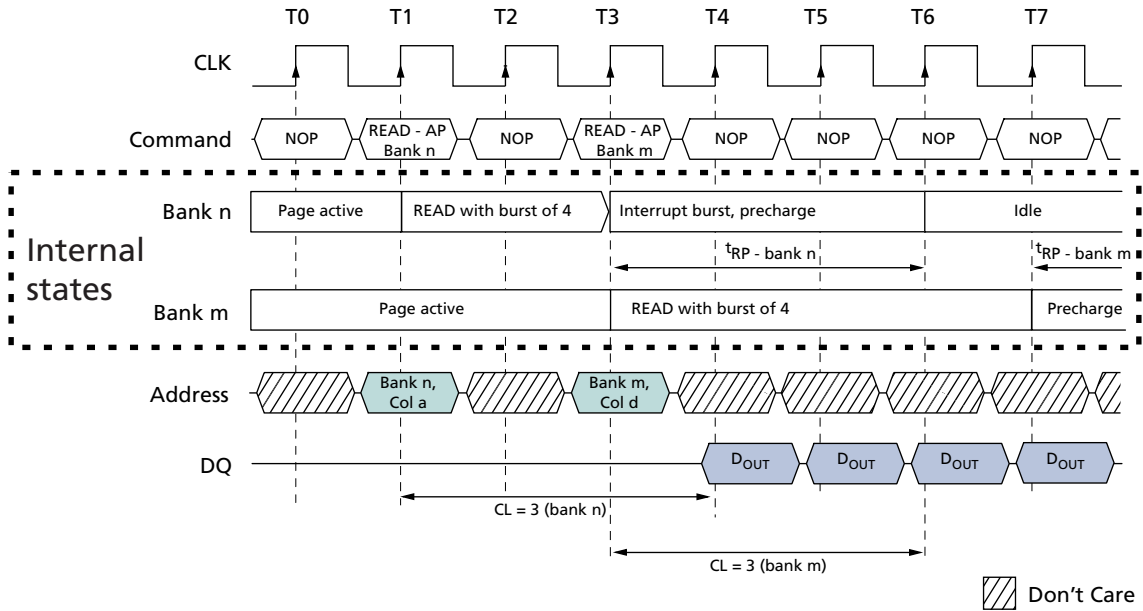 T0 T1 T2 T3 T4 T5 T6 T7
CLK
Command NOP READ - AP Bank n NOP READ - AP Bank m NOP NOP NOP NOP
Bank n Page active READ with burst of 4 Interrupt burst, precharge Idle
Internal states
tRP - bank n tRP - bank m
Bank m Page active READ with burst of 4 Precharge
Address Bank n, Col a Bank m, Col d
DQ DOUT DOUT DOUT DOUT
CL = 3 (bank n)
CL = 3 (bank m)
Don't Care